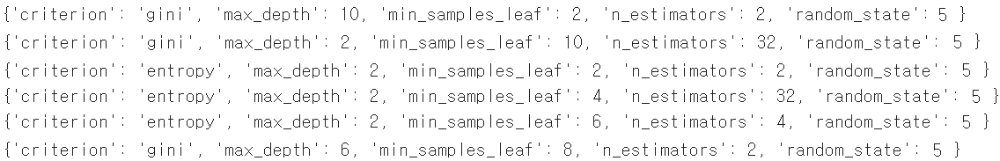 {'criterion': 'gini', 'max_depth': 10, 'min_samples_leaf': 2, 'n_estimators': 2, 'random_state': 5 }
{'criterion': 'gini', 'max_depth': 2, 'min_samples_leaf': 10, 'n_estimators': 32, 'random_state': 5 }
{'criterion': 'entropy', 'max_depth': 2, 'min_samples_leaf': 2, 'n_estimators': 2, 'random_state': 5 }
{'criterion': 'entropy', 'max_depth': 2, 'min_samples_leaf': 4, 'n_estimators': 32, 'random_state': 5 }
{'criterion': 'entropy', 'max_depth': 2, 'min_samples_leaf': 6, 'n_estimators': 4, 'random_state': 5 }
{'criterion': 'gini', 'max_depth': 6, 'min_samples_leaf': 8, 'n_estimators': 2, 'random_state': 5 }